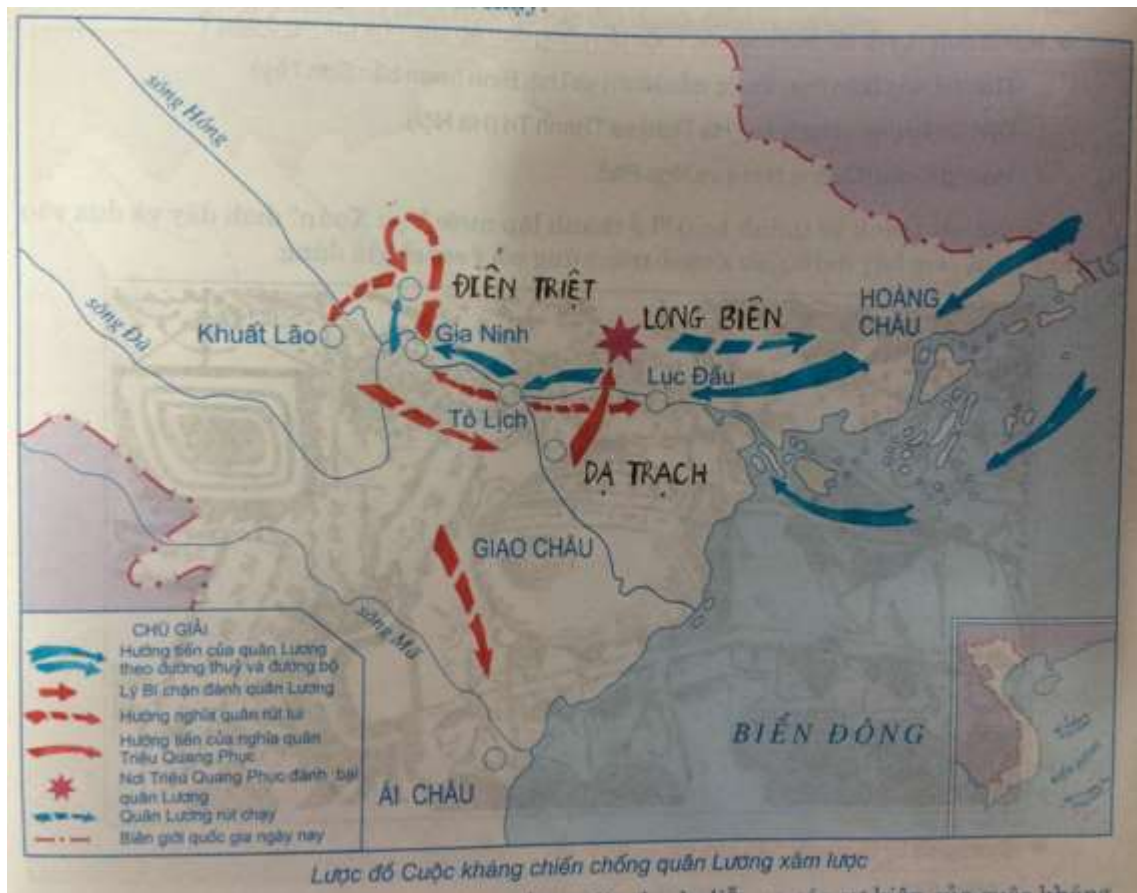 sông Hồng
sông Đà
ĐIỂN TRIỆT
Khuất Lão
Gia Ninh
LONG BIÊN
HOÀNG
CHÂU
Lục Đầu
Tô Lịch
DẠ TRẠCH
GIAO CHÂU
sông Mã
BIỂN ĐÔNG
ÁI CHÂU
CHÚ GIẢI
Hướng tiến của quân Lương
theo đường thuỷ và đường bộ
Lý Bí chặn đánh quân Lương
Hướng nghĩa quân rút lui
Hướng tiến của nghĩa quân
Triệu Quang Phục
Nơi Triệu Quang Phục đánh bại
quân Lương
Quân Lương rút chạy
Biên giới quốc gia ngày nay
Lược đồ Cuộc kháng chiến chống quân Lương xâm lược